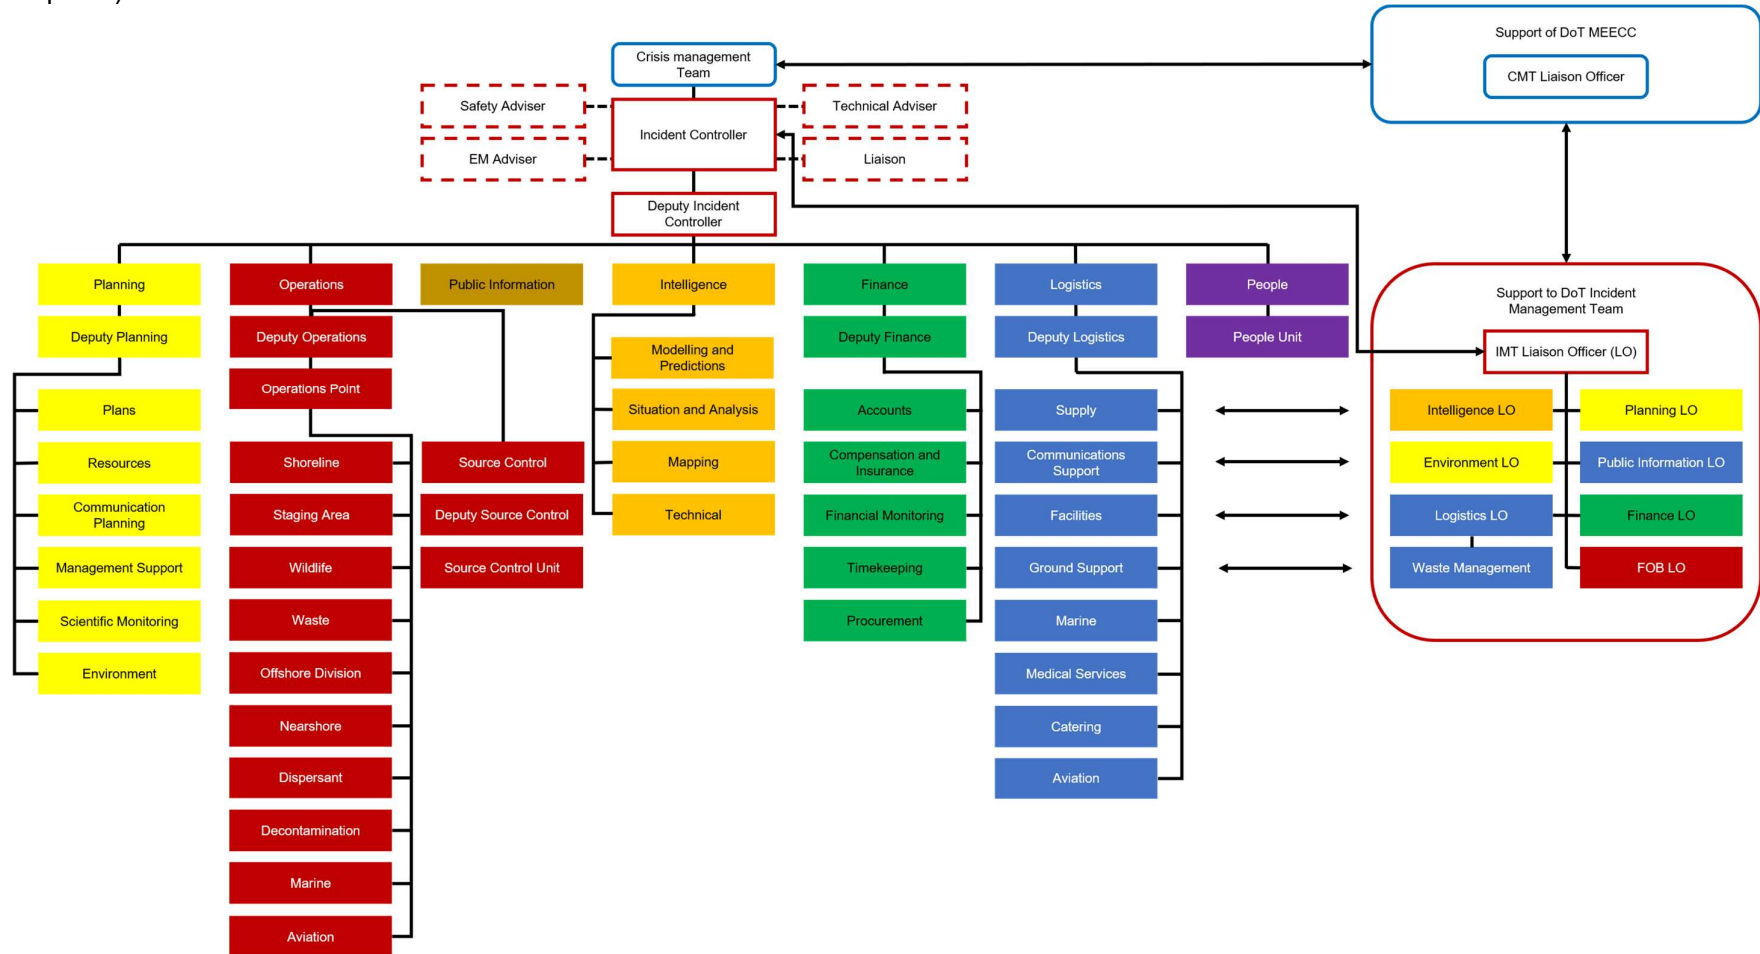 Support of DoT MEECC
CMT Liaison Officer
Crisis management
Team
Safety Adviser
Technical Adviser
Incident Controller
EM Adviser
Liaison
Deputy Incident
Controller
Planning
Operations
Public Information
Intelligence
Finance
Logistics
People
Deputy Planning
Deputy Operations
Deputy Finance
Deputy Logistics
People Unit
Operations Point
Plans
Resources
Communication
Planning
Management Support
Scientific Monitoring
Environment
Shoreline
Staging Area
Wildlife
Waste
Offshore Division
Nearshore
Dispersant
Decontamination
Marine
Aviation
Source Control
Deputy Source Control
Source Control Unit
Modelling and
Predictions
Situation and Analysis
Mapping
Technical
Accounts
Compensation and
Insurance
Financial Monitoring
Timekeeping
Procurement
Supply
Communications
Support
Facilities
Ground Support
Marine
Medical Services
Catering
Aviation
Support to DoT Incident
Management Team
IMT Liaison Officer (LO)
Intelligence LO
Planning LO
Environment LO
Public Information LO
Logistics LO
Finance LO
Waste Management
FOB LO